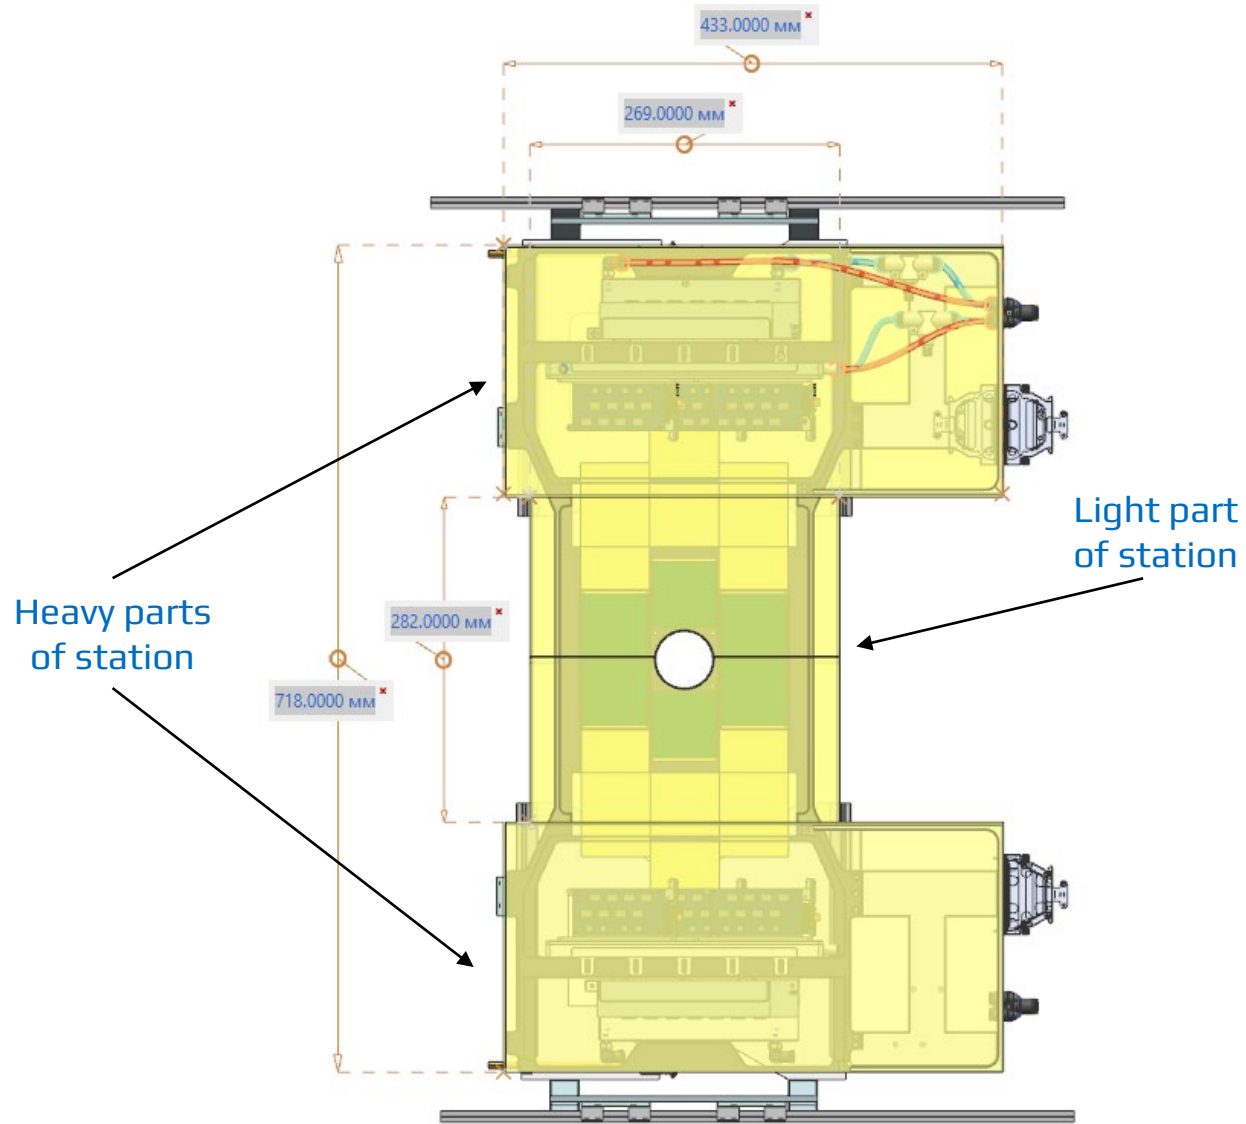 433.0000 мм
269.0000 мм
Light part
of station
Heavy parts
of station
282.0000 мм
718.0000 мм